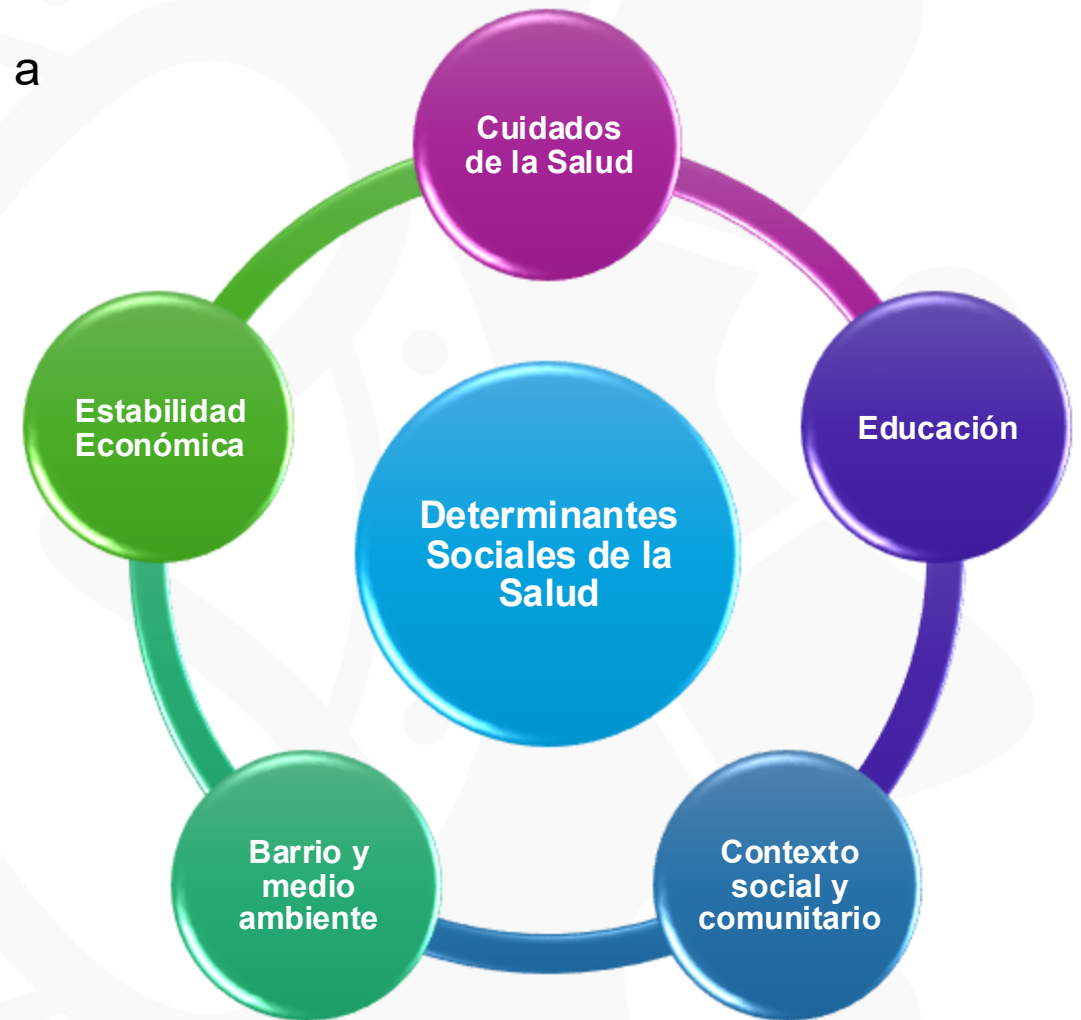 a
Cuidados
de la Salud
Estabilidad
Económica
Educación
Determinantes
Sociales de la
Salud
Barrio y
medio
ambiente
Contexto
social y
comunitario